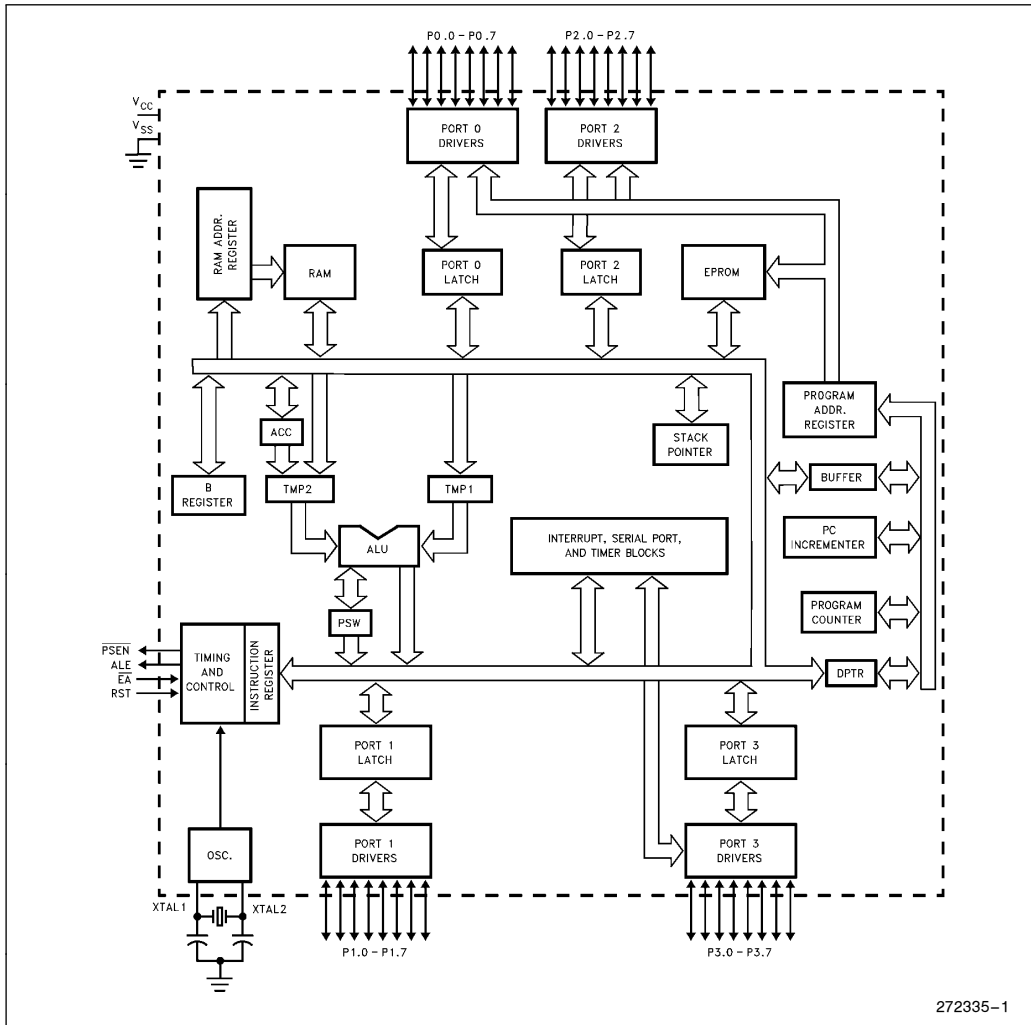 P0.0 – P0.7
P2.0 – P2.7
VCC
VSS
PORT 0
DRIVERS
PORT 2
DRIVERS
RAM ADDR.
REGISTER
RAM
PORT 0
LATCH
PORT 2
LATCH
EPROM
PROGRAM
ADDR.
REGISTER
ACC
STACK
POINTER
B
REGISTER
TMP2
TMP1
BUFFER
ALU
INTERRUPT, SERIAL PORT,
AND TIMER BLOCKS
PC
INCREMENTER
PSW
PROGRAM
COUNTER
PSEN
ALE
EA
RST
TIMING
AND
CONTROL
INSTRUCTION
REGISTER
DPTR
PORT 1
LATCH
PORT 3
LATCH
OSC.
PORT 1
DRIVERS
PORT 3
DRIVERS
XTAL1
XTAL2
P1.0 – P1.7
P3.0 – P3.7
272335–1